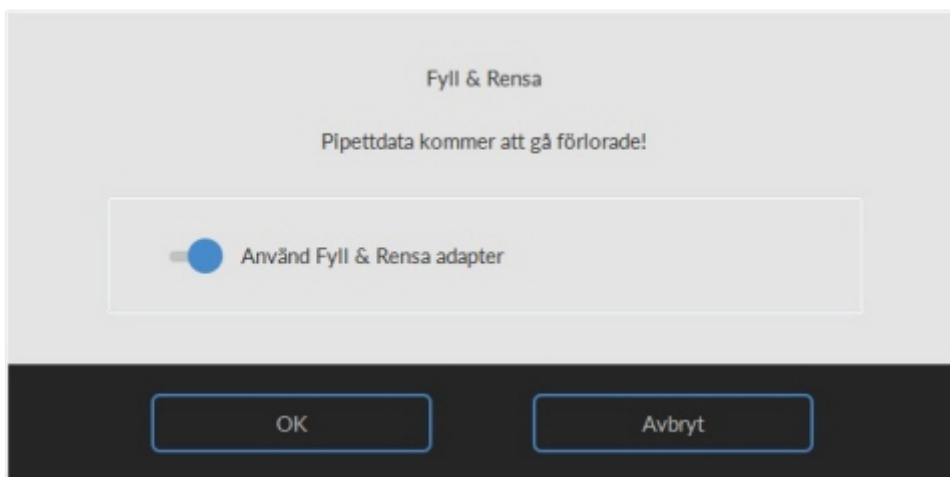 Fyll & Rensa
Pipettdata kommer att gå förlorade!
Använd Fyll & Rensa adapter
OK
Avbryt